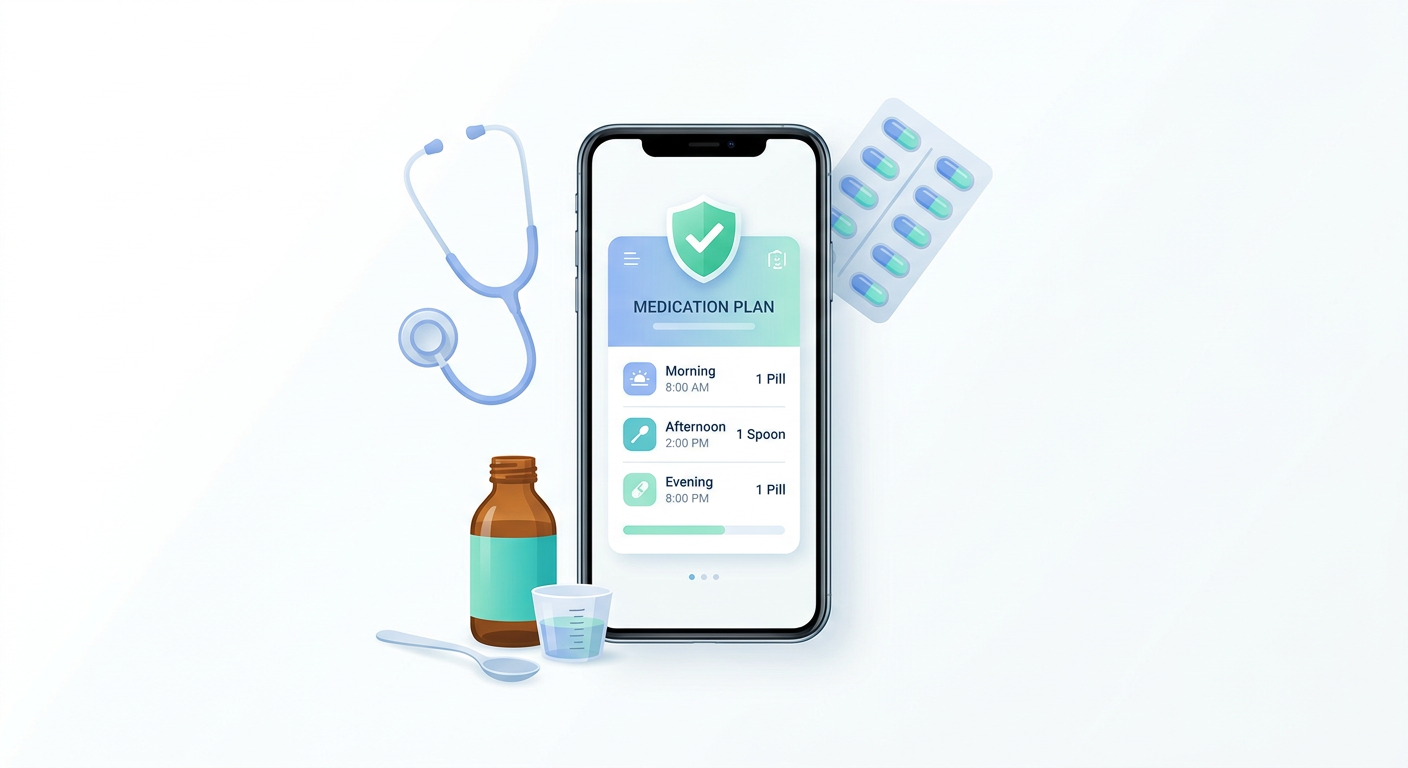 MEDICATION PLAN
Morning
8:00 AM
1 Pill
Afternoon
2:00 PM
1 Spoon
Evening
8:00 PM
1 Pill